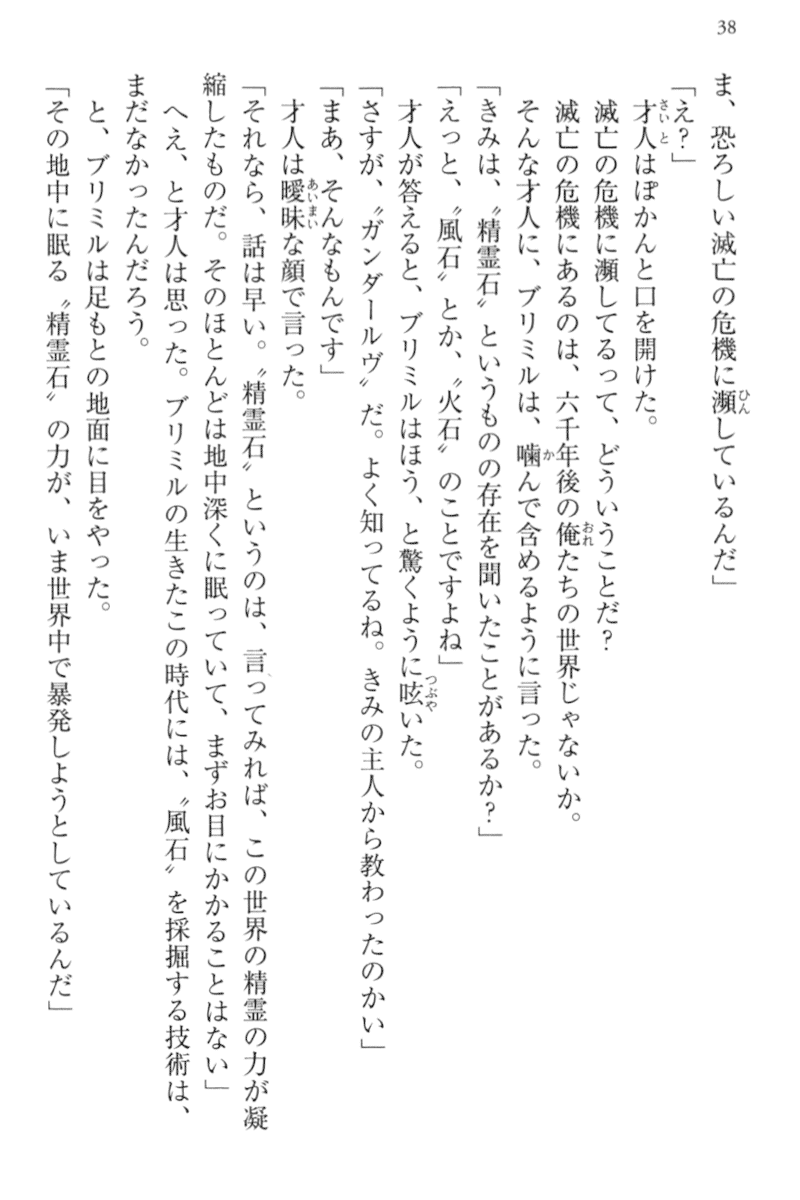 38
ま、恐ろしい滅亡の危機に瀕しているんだ」
「え?」
才人はぽかんと口を開けた。
滅亡の危機に瀕してるって、どういうことだ?
滅亡の危機にあるのは、六千年後の俺たちの世界じゃないか。
そんな才人に、ブリミルは、噛んで含めるように言った。
「きみは、〝精霊石〟というものの存在を聞いたことがあるか?」
「えっと、〝風石〟とか、〝火石〟のことですよね」
才人が答えると、ブリミルはほう、と驚くように呟いた。
「さすが、〝ガンダールヴ〟だ。よく知ってるね。きみの主人から教わったのかい」
「まあ、そんなもんです」
才人は曖昧な顔で言った。
「それなら、話は早い。〝精霊石〟というのは、言ってみれば、この世界の精霊の力が凝
縮したものだ。そのほとんどは地中深くに眠っていて、まずお目にかかることはない」
へえ、と才人は思った。ブリミルの生きたこの時代には、〝風石〟を採掘する技術は、
まだなかったんだろう。
と、ブリミルは足もとの地面に目をやった。
「その地中に眠る〝精霊石〟の力が、いま世界中で暴発しようとしているんだ」